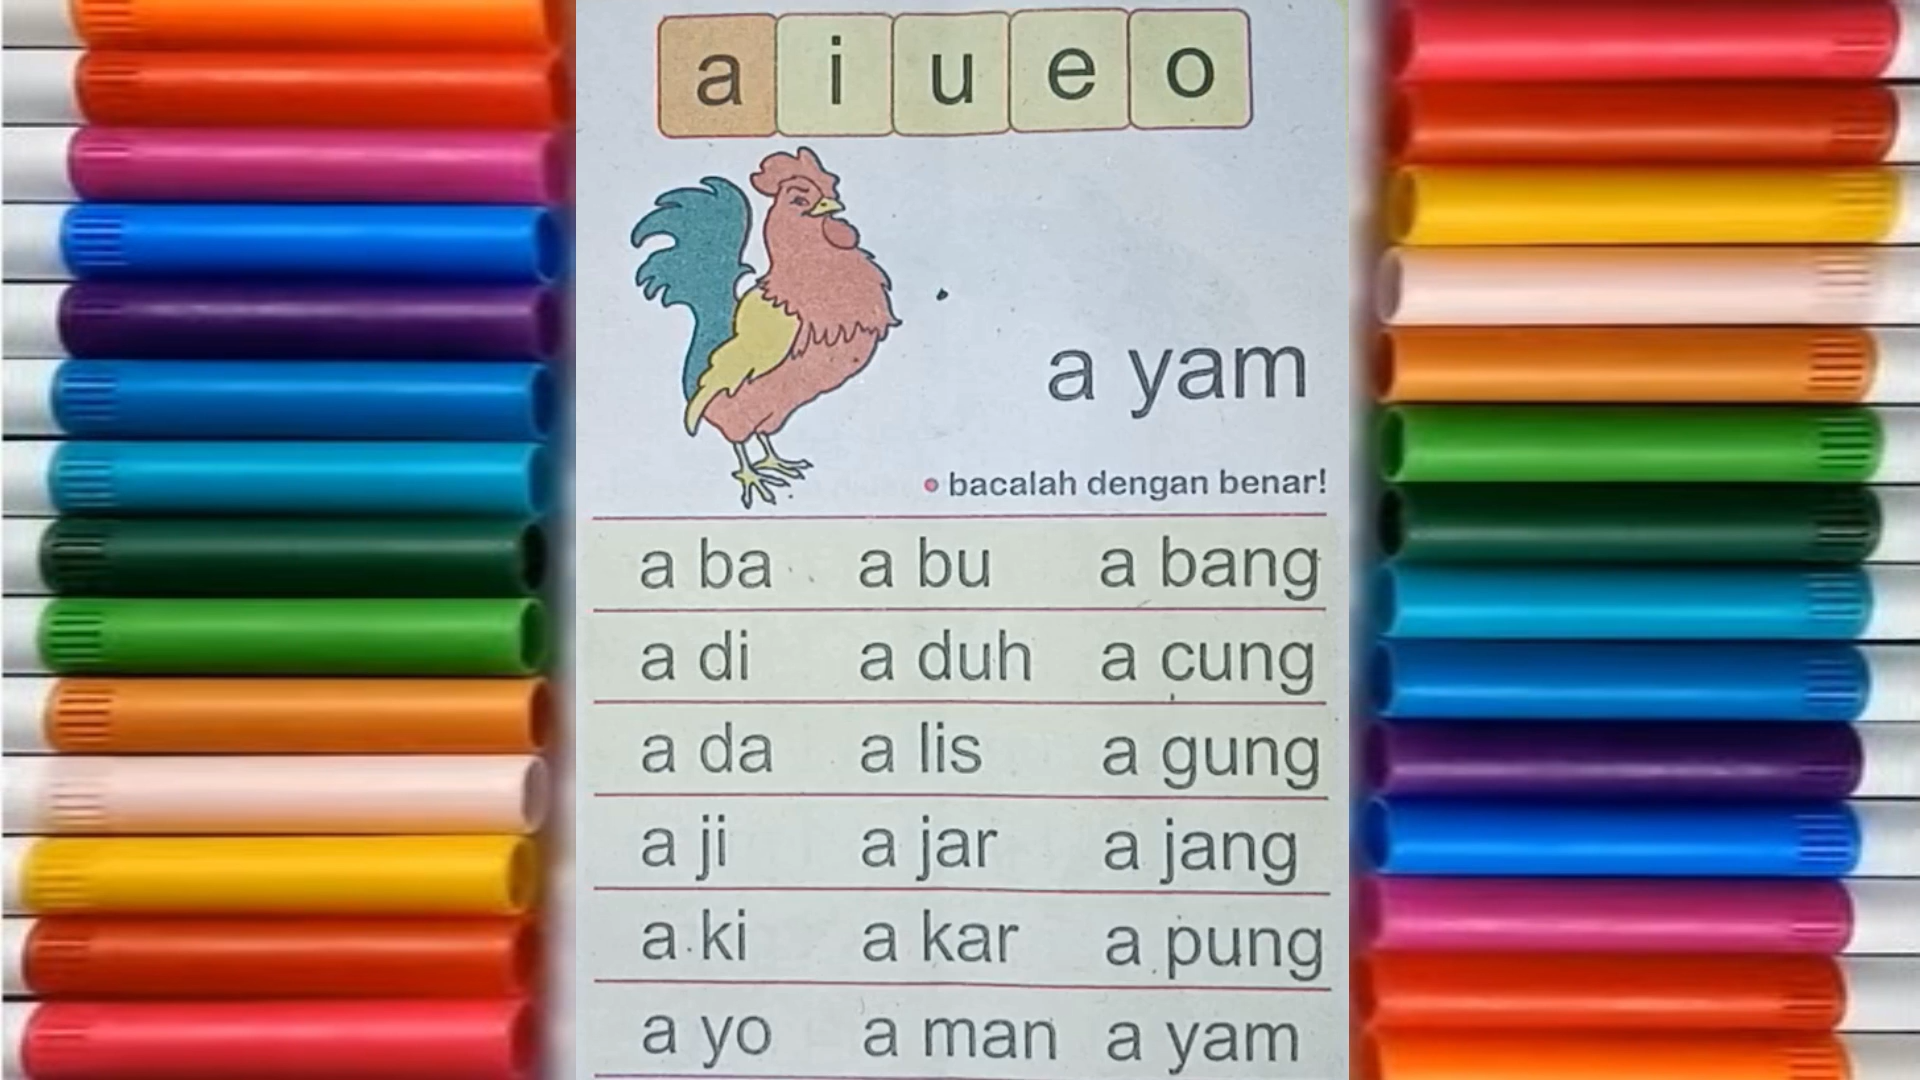 a i u e o
a yam
• bacalah dengan benar!
a ba a bu a bang
a di a duh a cung
a da a lis a gung
a ji a jar a jang
a ki a kar a pung
a yo a man a yam